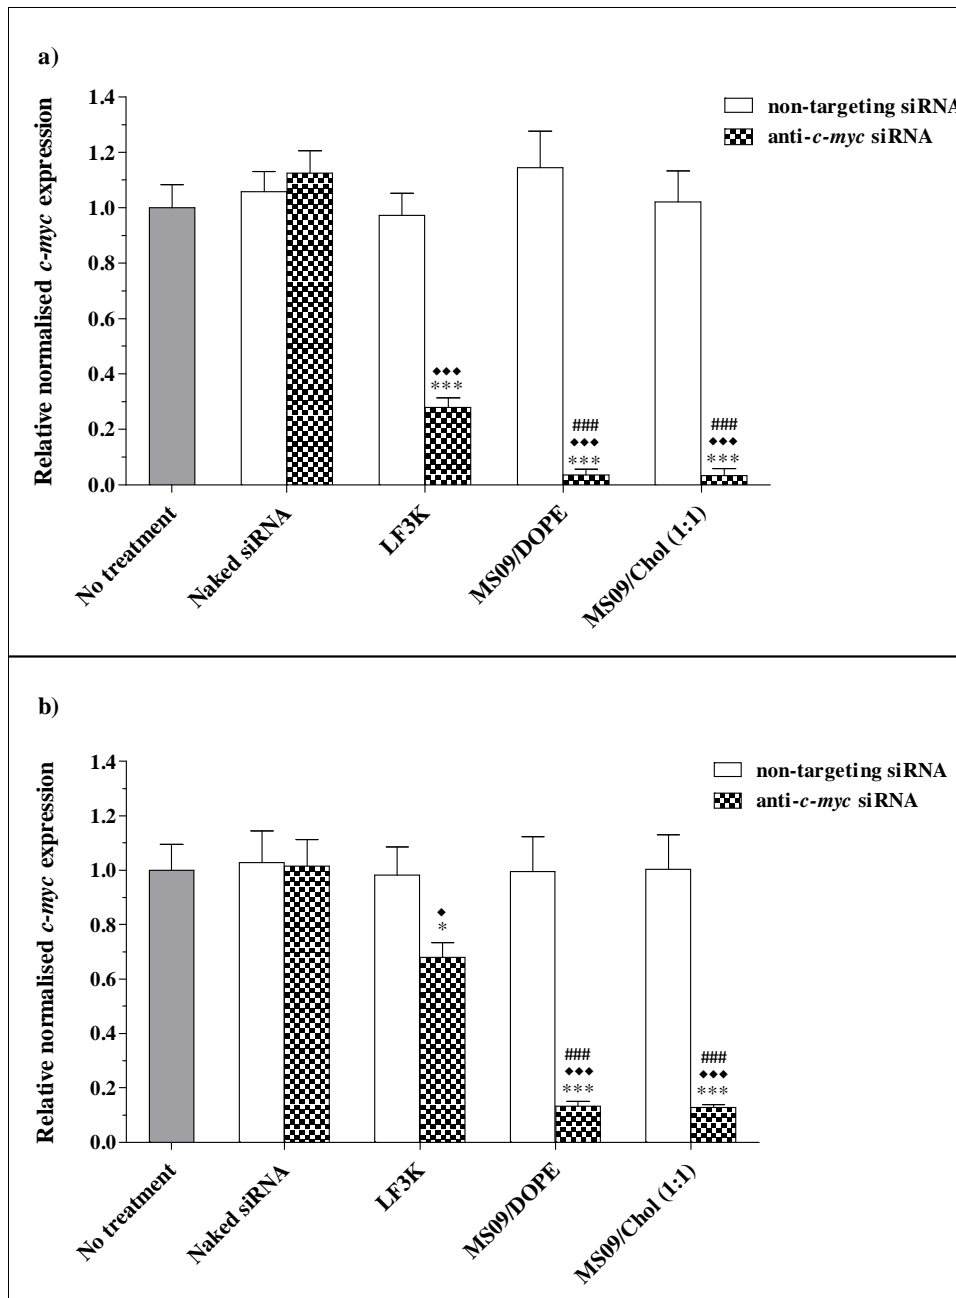 a)
Relative normalised c-myc expression
1.4
1.2
1.0
0.8
0.6
0.4
0.2
0.0
non-targeting siRNA
anti-c-myc siRNA
◆◆◆
***
###
◆◆◆
***
###
◆◆◆
***
No treatment
Naked siRNA
LF3K
MS09/DOPE
MS09/Chol (1:1)
b)
Relative normalised c-myc expression
1.4
1.2
1.0
0.8
0.6
0.4
0.2
0.0
non-targeting siRNA
anti-c-myc siRNA
◆
*
###
◆◆◆
***
###
◆◆◆
***
No treatment
Naked siRNA
LF3K
MS09/DOPE
MS09/Chol (1:1)